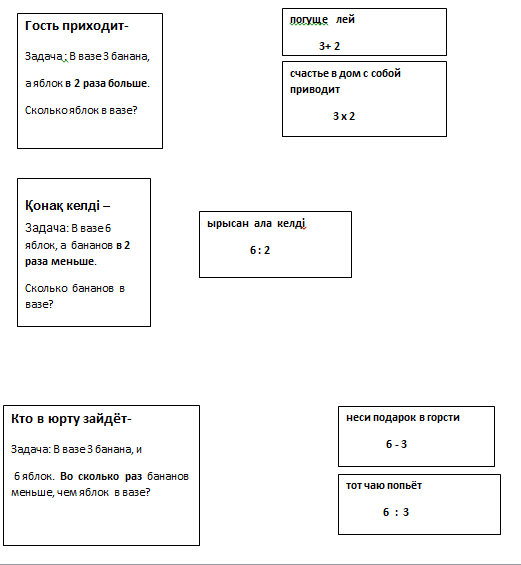 Гость приходит-
Задача ; В вазе 3 банана,
а яблок в 2 раза больше.
Сколько яблок в вазе?
погуще лей
3+ 2
счастье в дом с собой
приводит
3 х 2
Қонақ келді –
Задача: В вазе 6
яблок, а бананов в 2
раза меньше.
Сколько бананов в
вазе?
ырысан ала келді
6 : 2
Кто в юрту зайдёт-
Задача: В вазе 3 банана, и
6 яблок. Во сколько раз бананов
меньше, чем яблок в вазе?
неси подарок в горсти
6 - 3
тот чаю попьёт
6 : 3